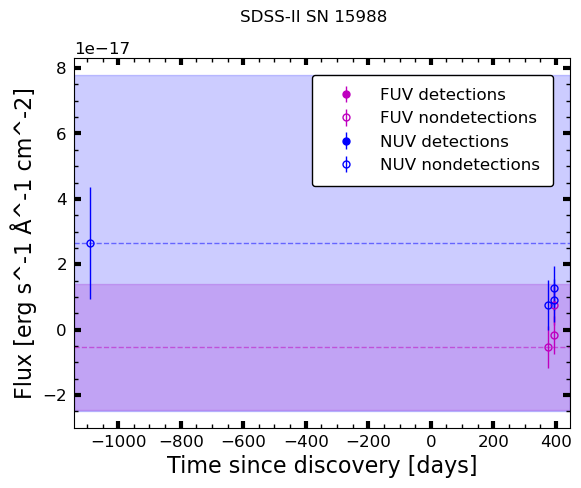 SDSS-II SN 15988
1e−17
8
6
4
2
0
−2
Flux [erg s^-1 Å^-1 cm^-2]
FUV detections
FUV nondetections
NUV detections
NUV nondetections
−1000 −800 −600 −400 −200 0 200 400
Time since discovery [days]